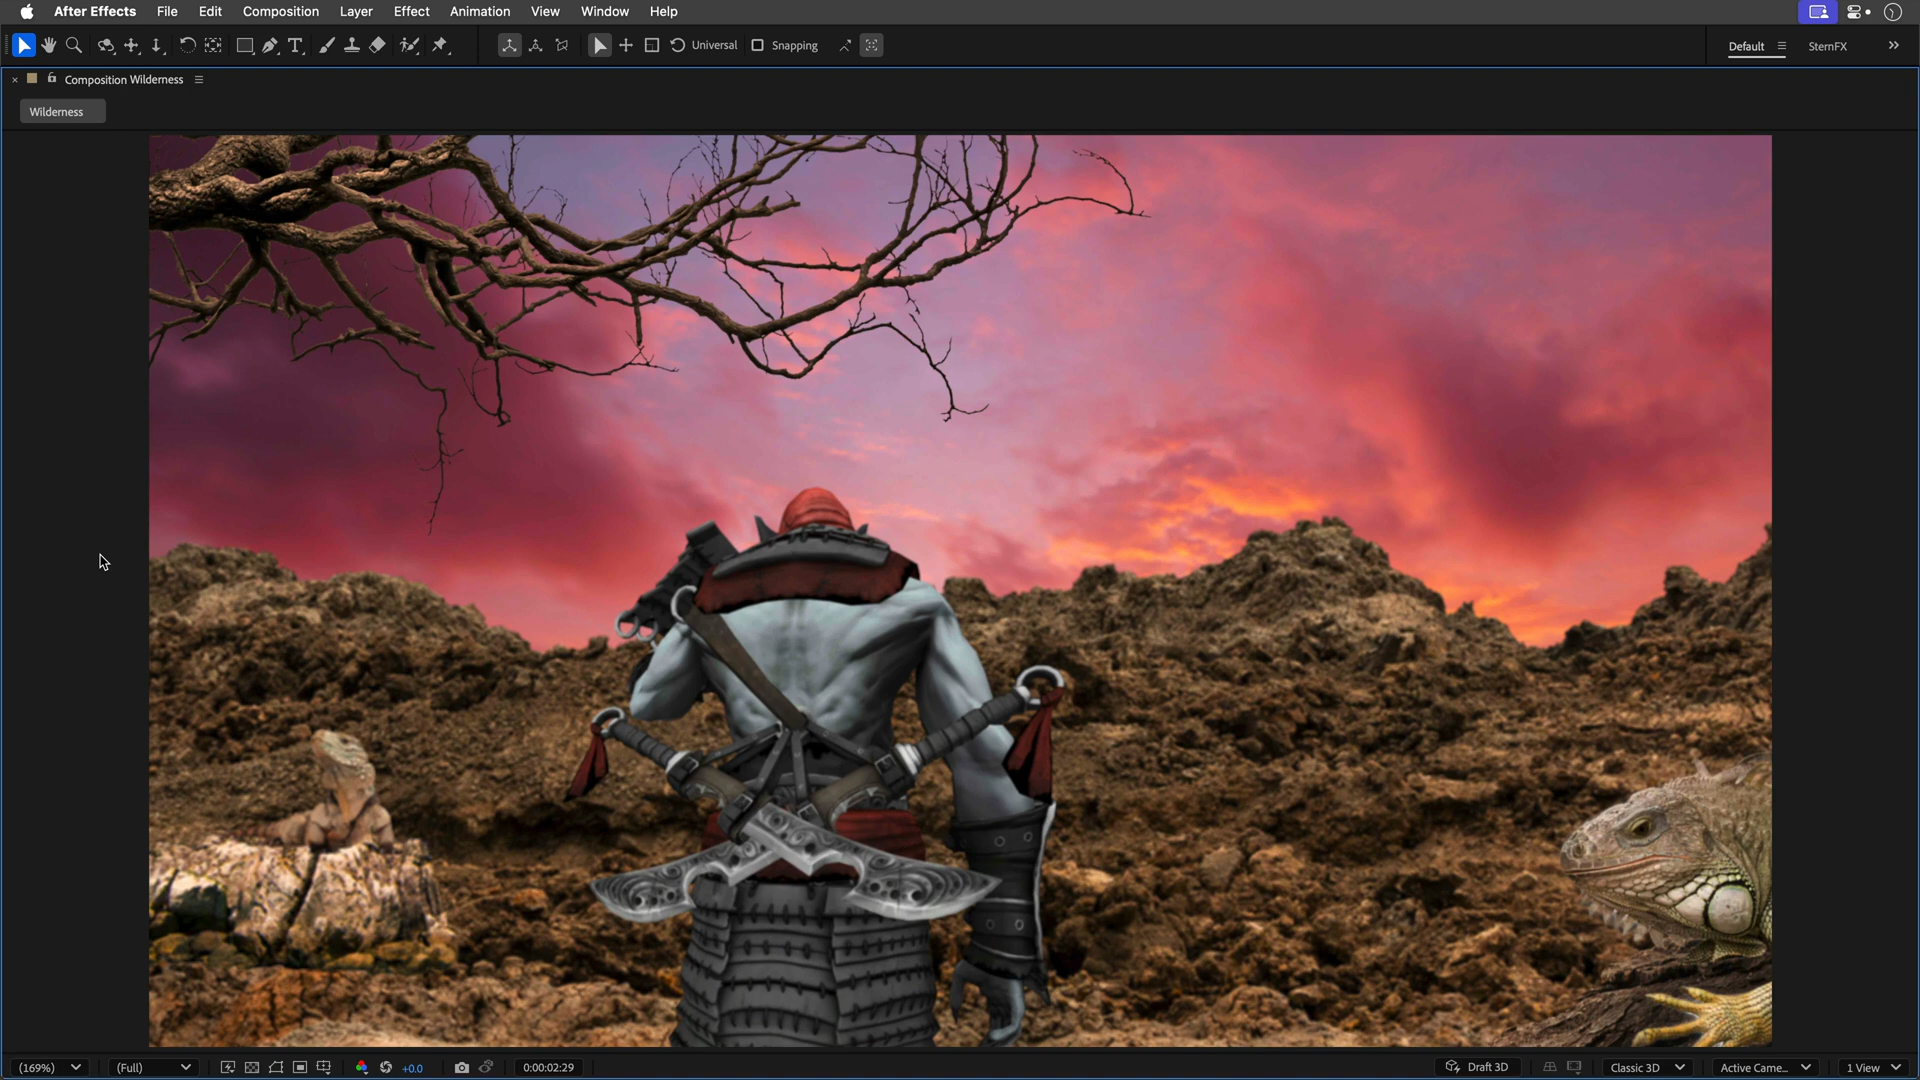 After Effects File Edit Composition Layer Effect Animation View Window Help
Universal Snapping Default SternFX
Composition Wilderness
Wilderness
(169%) (Full) +0.0 0:00:02:29 Draft 3D Classic 3D Active Came... 1 View